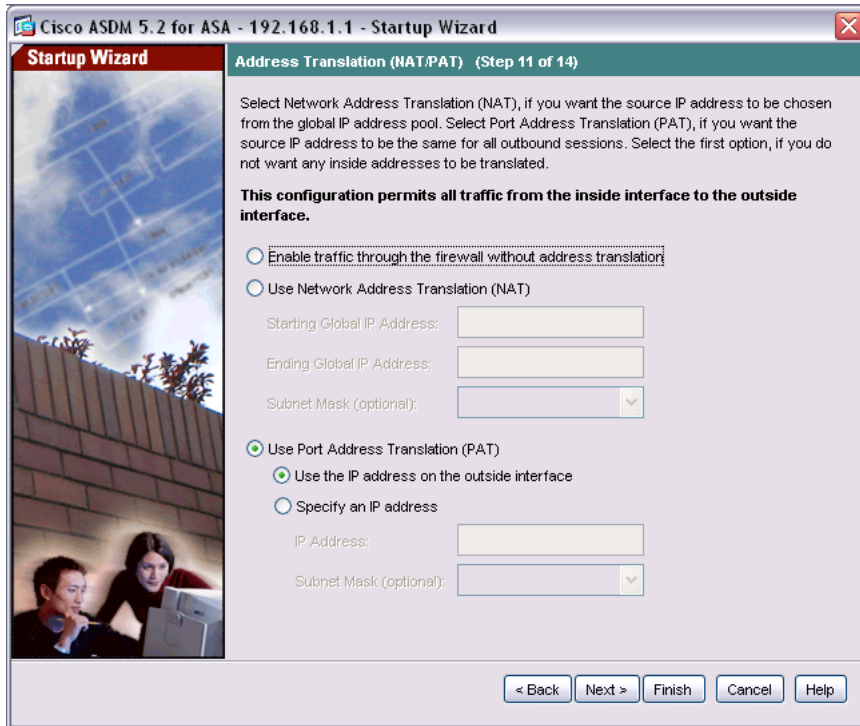 Cisco ASDM 5.2 for ASA - 192.168.1.1 - Startup Wizard
Startup Wizard
Address Translation (NAT/PAT) (Step 11 of 14)
Select Network Address Translation (NAT), if you want the source IP address to be chosen
from the global IP address pool. Select Port Address Translation (PAT), if you want the
source IP address to be the same for all outbound sessions. Select the first option, if you do
not want any inside addresses to be translated.
This configuration permits all traffic from the inside interface to the outside
interface.
Enable traffic through the firewall without address translation
Use Network Address Translation (NAT)
Starting Global IP Address:
Ending Global IP Address:
Subnet Mask (optional):
Use Port Address Translation (PAT)
Use the IP address on the outside interface
Specify an IP address
IP Address:
Subnet Mask (optional):
< Back Next > Finish Cancel Help